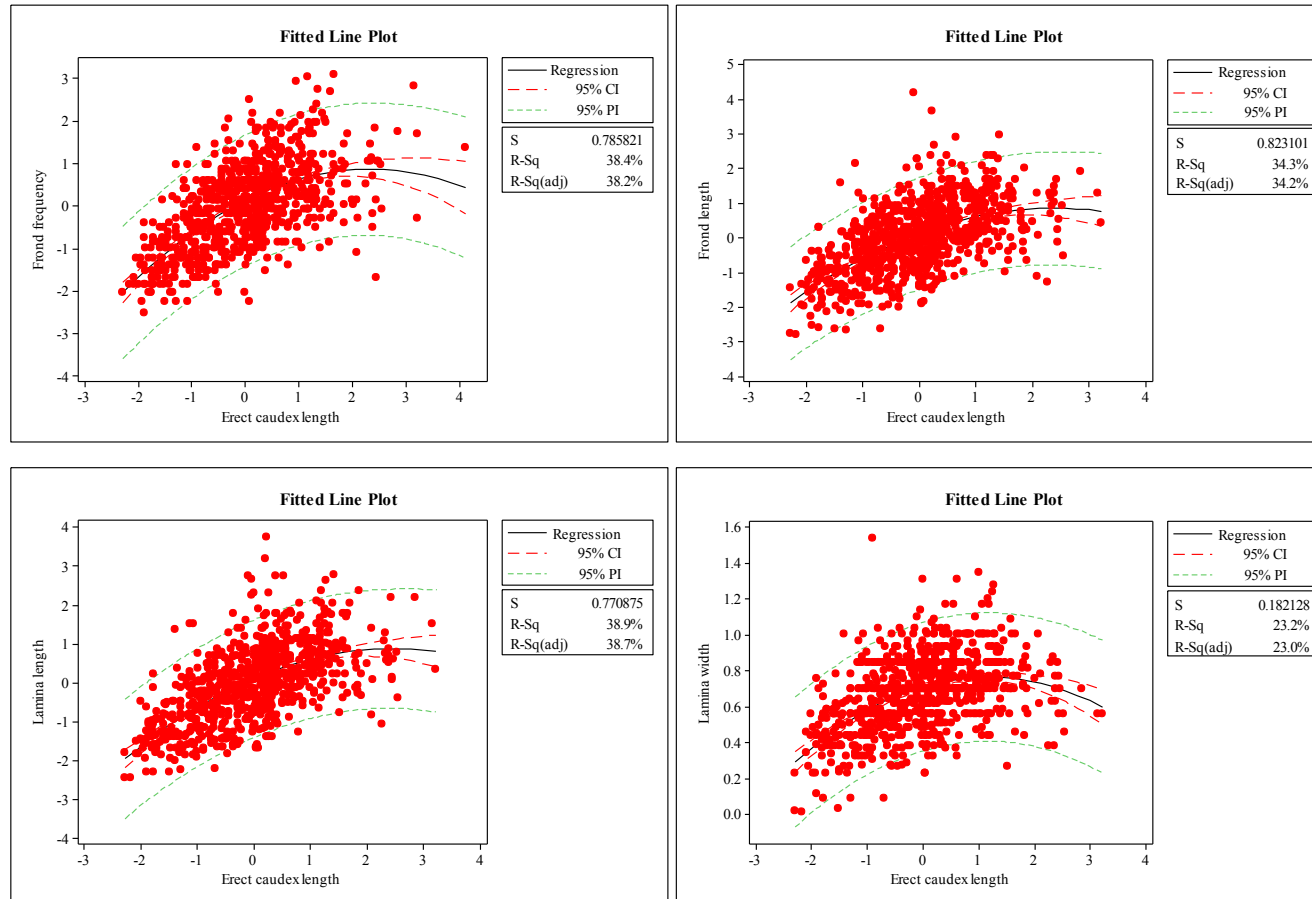 Fitted Line Plot
Regression
95% CI
95% PI
S 0.785821
R-Sq 38.4%
R-Sq(adj) 38.2%
Frond frequency
3
2
1
0
-1
-2
-3
-4
-3 -2 -1 0 1 2 3 4
Erect caudex length
Fitted Line Plot
Regression
95% CI
95% PI
S 0.823101
R-Sq 34.3%
R-Sq(adj) 34.2%
Frond length
5
4
3
2
1
0
-1
-2
-3
-4
-3 -2 -1 0 1 2 3 4
Erect caudex length
Fitted Line Plot
Regression
95% CI
95% PI
S 0.770875
R-Sq 38.9%
R-Sq(adj) 38.7%
Lamina length
4
3
2
1
0
-1
-2
-3
-4
-3 -2 -1 0 1 2 3 4
Erect caudex length
Fitted Line Plot
Regression
95% CI
95% PI
S 0.182128
R-Sq 23.2%
R-Sq(adj) 23.0%
Lamina width
1.6
1.4
1.2
1.0
0.8
0.6
0.4
0.2
0.0
-3 -2 -1 0 1 2 3 4
Erect caudex length